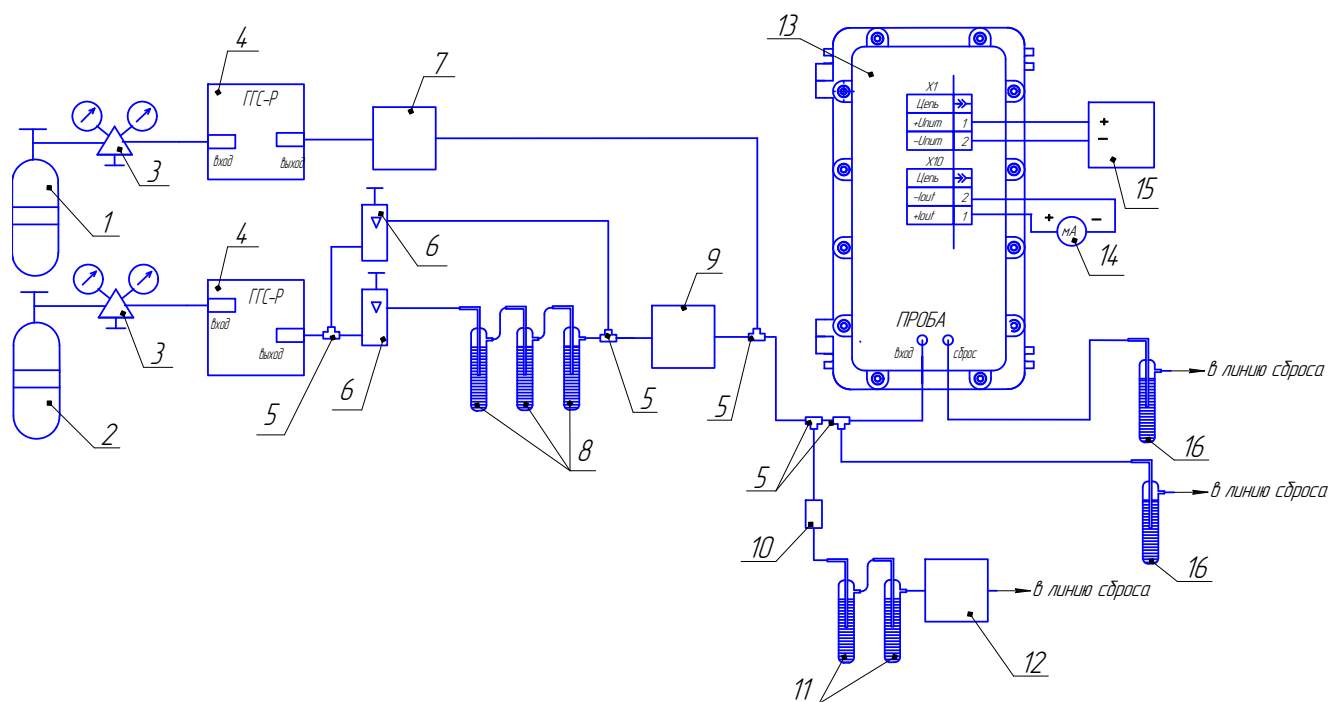 4
7
13
ГГС-Р
вход
выход
3
1
X1
Цепь
+Uпит 1
-Uпит 2
X10
Цепь
-Iout 2
+Iout 1
+
-
15
+
-
мА
14
4
6
ГГС-Р
вход
выход
3
9
2
5
6
8
5
5
ПРОБА
вход
сброс
в линию сброса
16
5
в линию сброса
16
10
в линию сброса
11
12